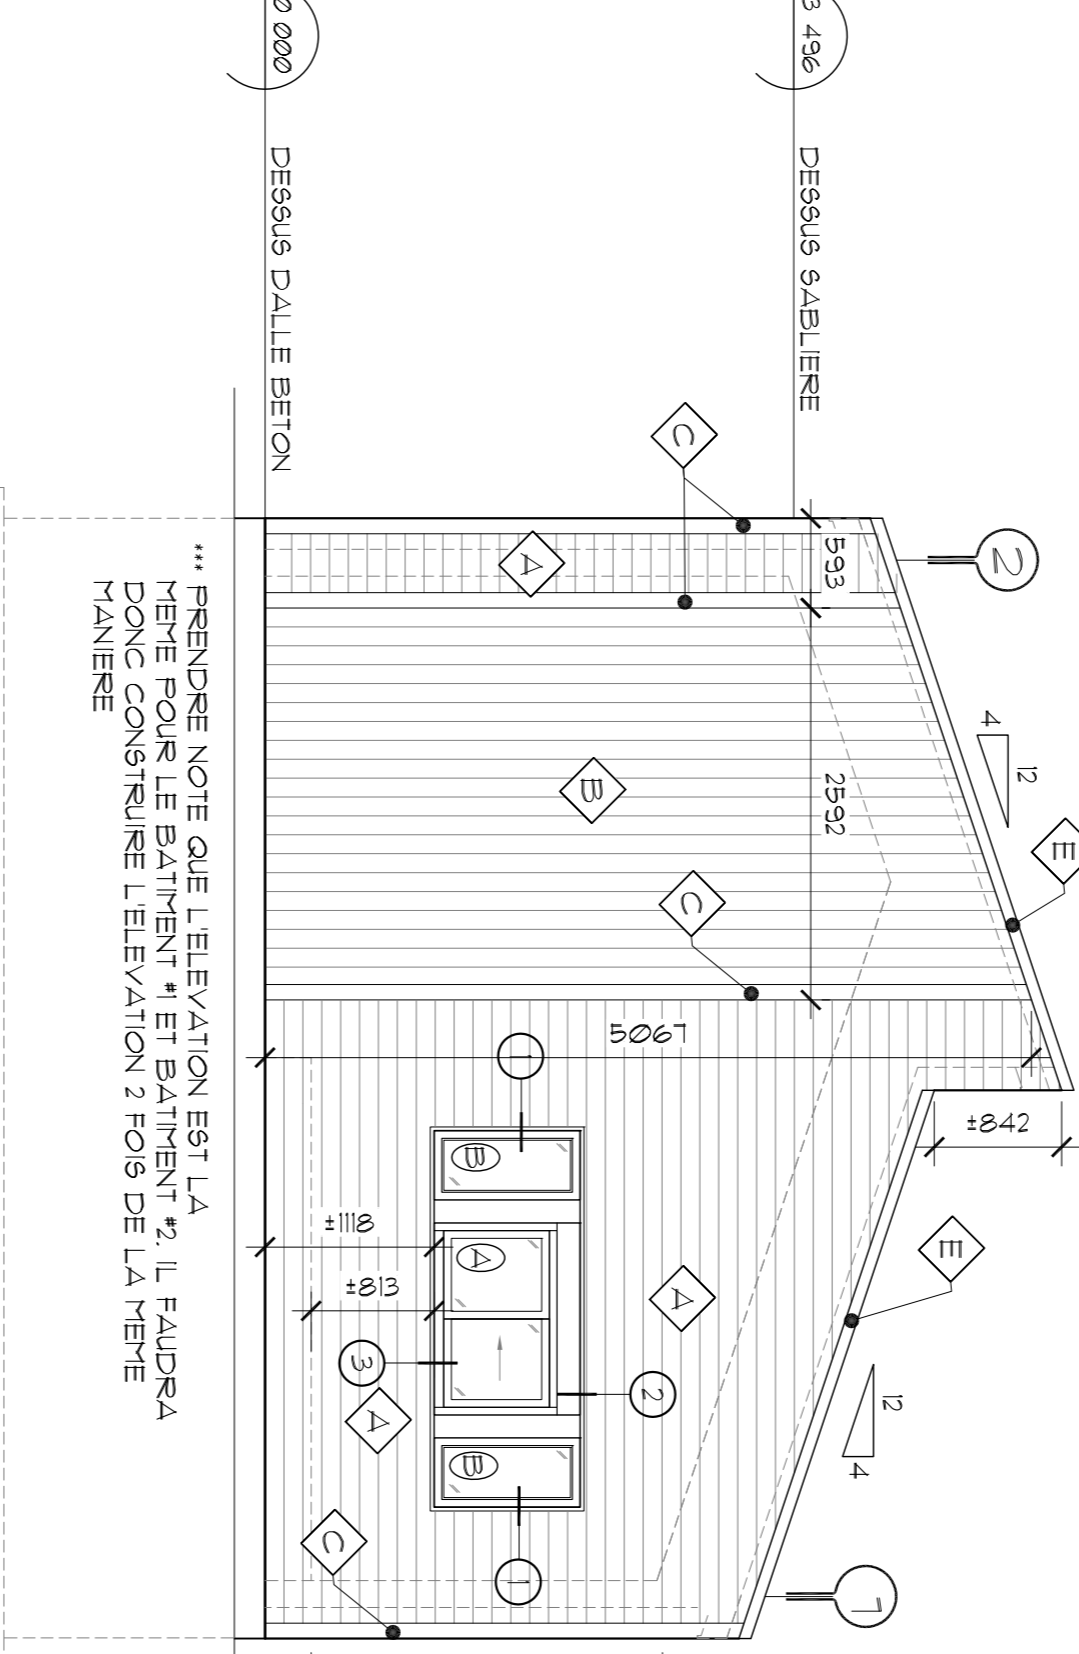 3 496
DESSUS SABLIERE
0 000
DESSUS DALLE BETON
2
C
593
A
4
12
E
B
2592
C
5067
±842
1
B
±1118
A
±813
E
A
3
2
A
12
4
B
C
1
7
*** PRENDRE NOTE QUE L'ELEVATION EST LA
MEME POUR LE BATIMENT #1 ET BATIMENT #2. IL FAUDRA
DONC CONSTRUIRE L'ELEVATION 2 FOIS DE LA MEME
MANIERE